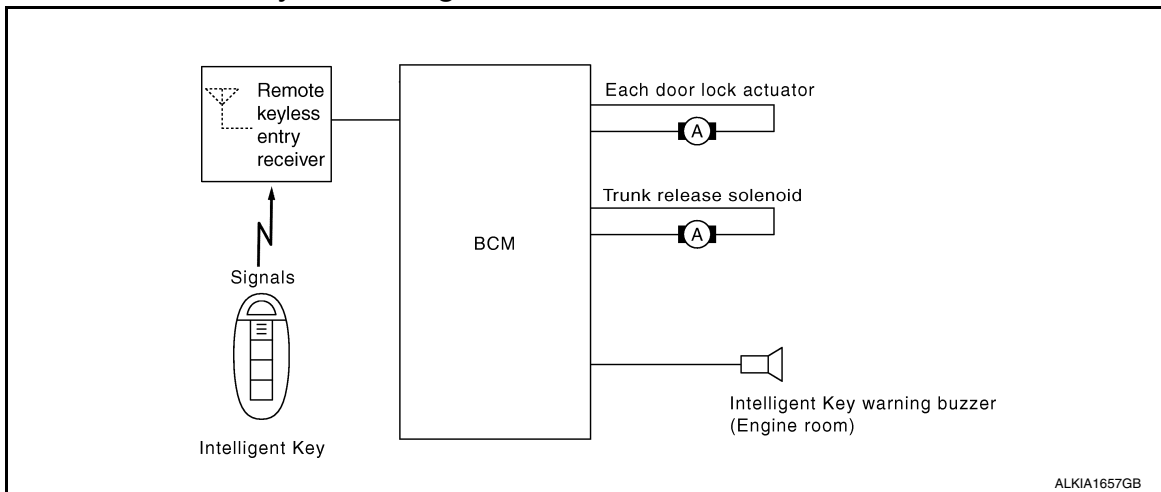 Remote
keyless
entry
receiver
Signals
Intelligent Key
BCM
Each door lock actuator
A
Trunk release solenoid
A
Intelligent Key warning buzzer
(Engine room)
ALKIA1657GB